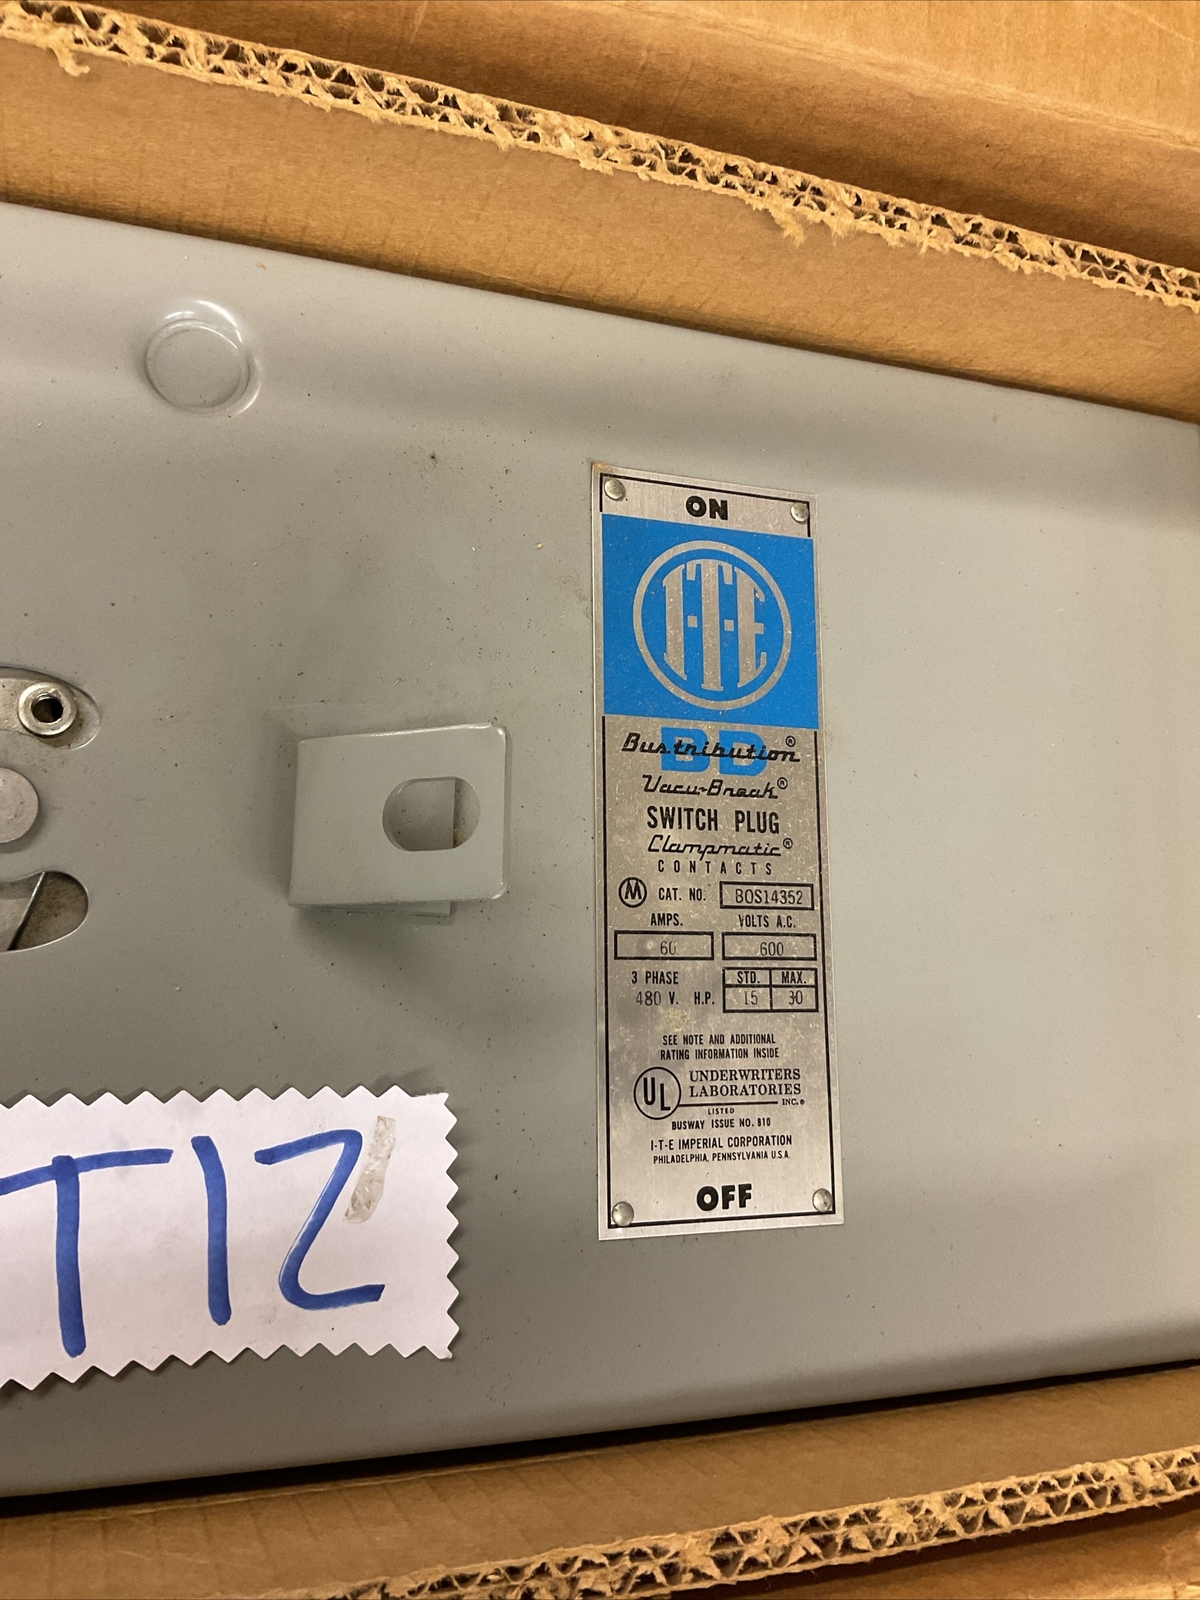 ON
I-T-E
BD
Bustribution®
Vacu-Break®
SWITCH PLUG
Clampmatic®
CONTACTS
M CAT. NO. BOS14352
AMPS. VOLTS A.C.
60 600
3 PHASE STD. MAX.
480 V. H.P. 15 30
SEE NOTE AND ADDITIONAL
RATING INFORMATION INSIDE
UL UNDERWRITERS
LABORATORIES
INC.®
LISTED
BUSWAY ISSUE NO. 810
I-T-E IMPERIAL CORPORATION
PHILADELPHIA, PENNSYLVANIA U.S.A.
OFF
T12